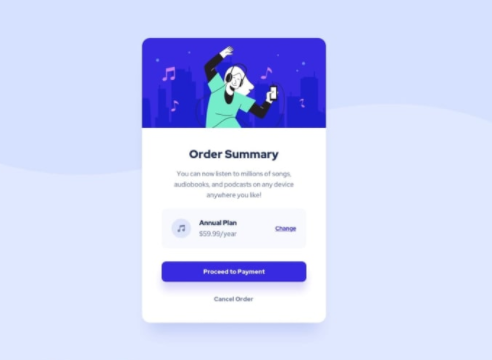 Order Summary
You can now listen to millions of songs,
audiobooks, and podcasts on any device
anywhere you like!
Annual Plan
$59.99/year
Change
Proceed to Payment
Cancel Order